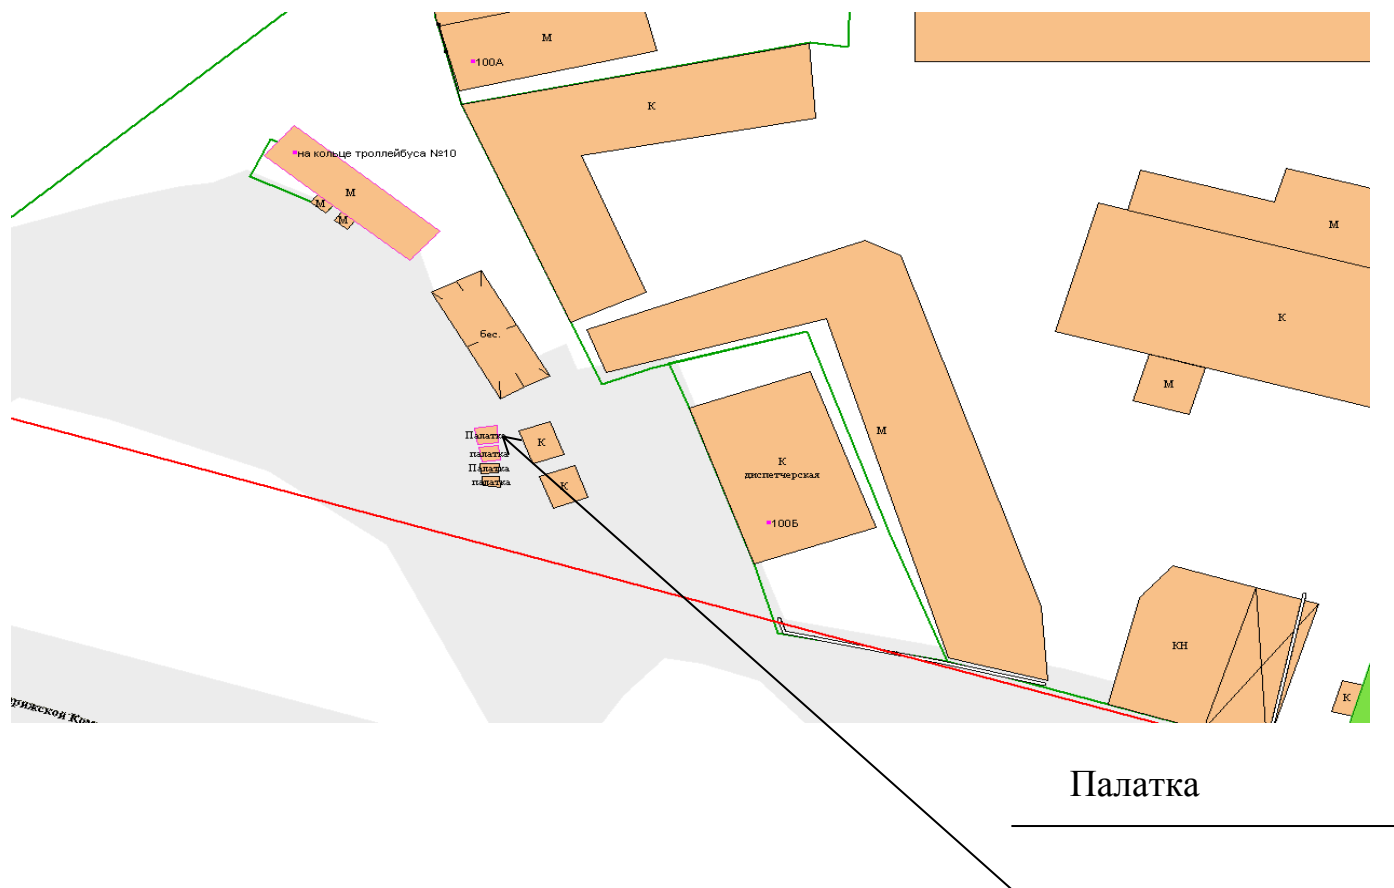 М
100А
К
на кольце троллейбуса №10
М
М
М
М
бес.
К
М
Палатка
палатка
Палатка
палатка
К
К
М
К
диспетчерская
100Б
КН
К
Палатка